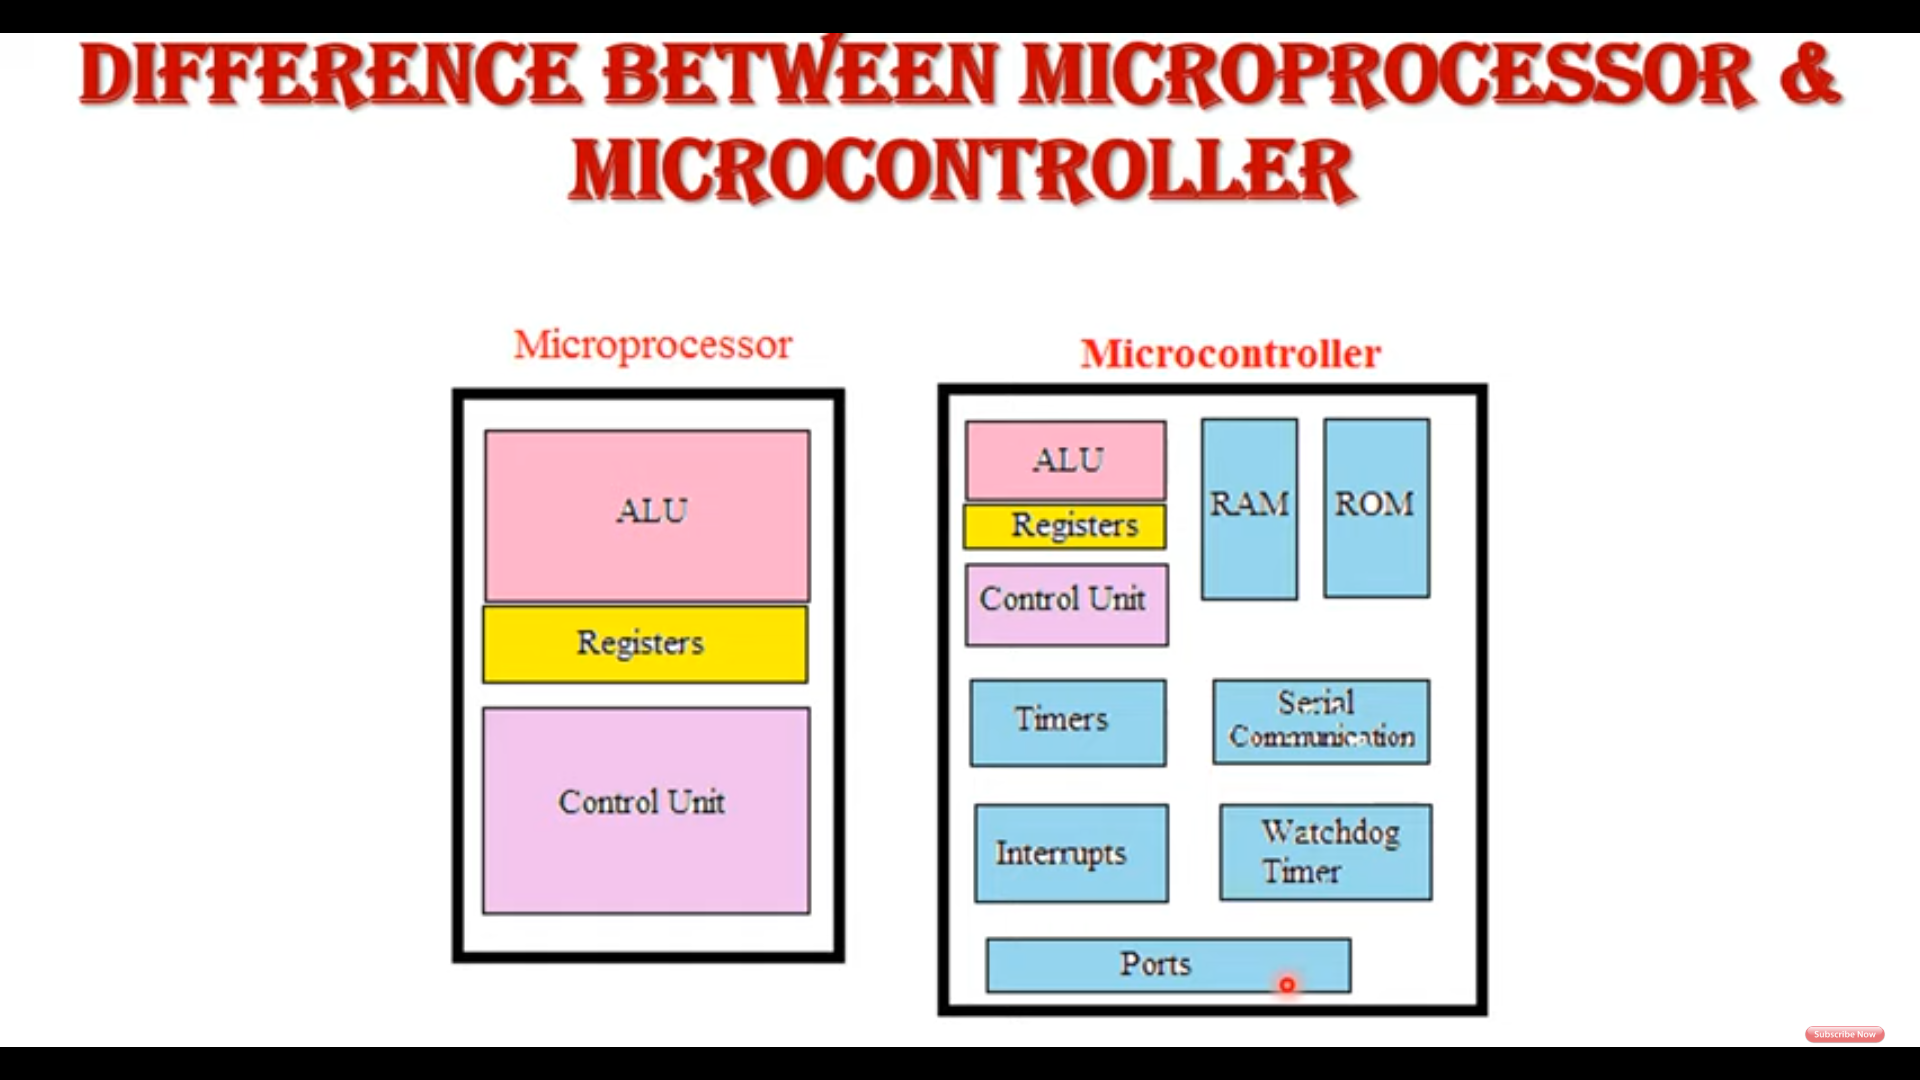 DIFFERENCE BETWEEN MICROPROCESSOR &
MICROCONTROLLER
Microprocessor
ALU
Registers
Control Unit
Microcontroller
ALU
Registers
Control Unit
RAM
ROM
Timers
Serial
Communication
Interrupts
Watchdog
Timer
Ports
Subscribe Now